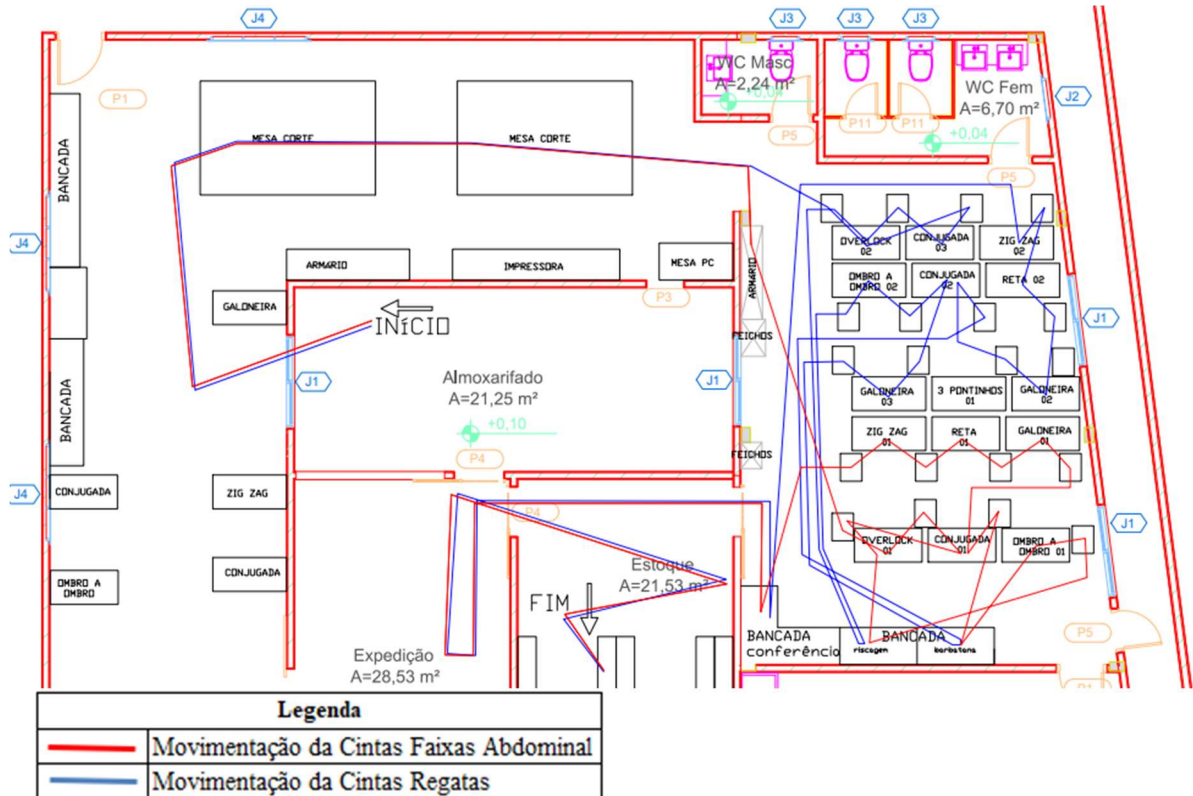 J4
J3
J3
J3
P1
WC Masc
A=2,24 m²
+0,04
P5
P11
P11
WC Fem
A=6,70 m²
+0,04
J2
P5
BANCADA
MESA CORTE
MESA CORTE
J4
ARMARIO
IMPRESSORA
MESA PC
P3
ARMARIO
FEICHOS
OVERLOCK 02
CONJUGADA 03
ZIG ZAG 02
OMBRO A OMBRO 02
CONJUGADA 02
RETA 02
GALONEIRA
INÍCIO
J1
Almoxarifado
A=21,25 m²
+0,10
J1
J1
BANCADA
GALONEIRA 03
3 PONTINHOS 01
GALONEIRA 02
ZIG ZAG 01
RETA 01
GALONEIRA 01
FEICHOS
P4
J4
CONJUGADA
ZIG ZAG
P4
J1
OVERLOCK 01
CONJUGADA 01
OMBRO A OMBRO 01
OMBRO A OMBRO
CONJUGADA
Estoque
A=21,53 m²
FIM
Expedição
A=28,53 m²
BANCADA
conferência
BANCADA
riscagem
barbatana
P5
Legenda
Movimentação da Cintas Faixas Abdominal
Movimentação da Cintas Regatas